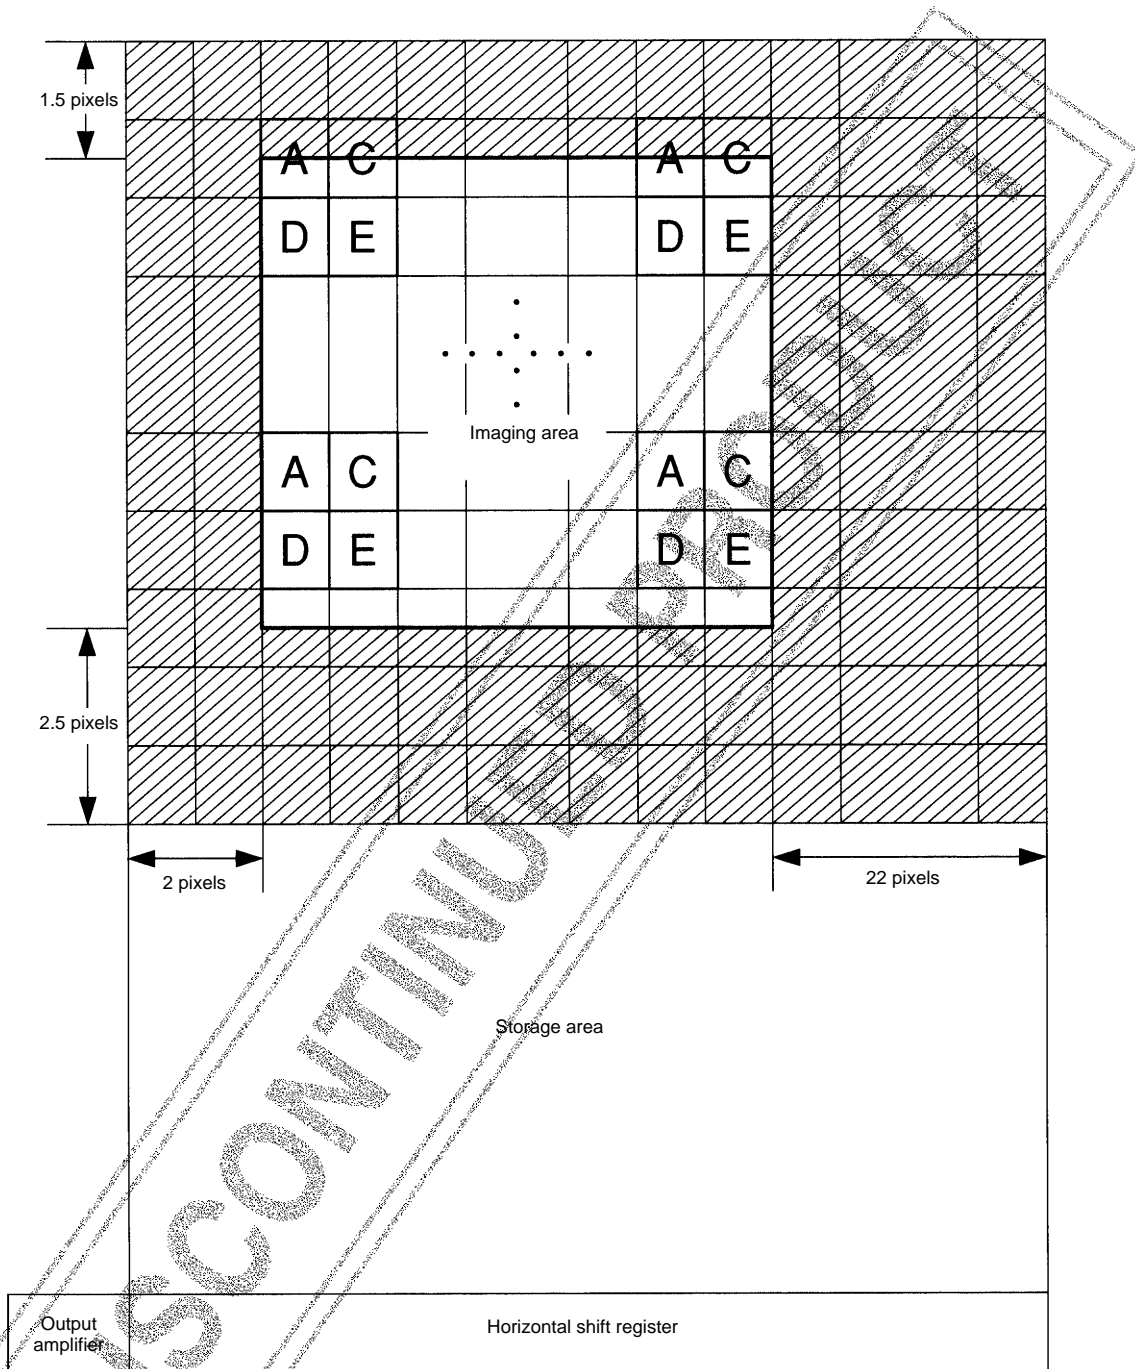 1.5 pixels
A C A C
D E D E
Imaging area
A C A C
D E D E
2.5 pixels
2 pixels
22 pixels
Storage area
Output
amplifier
Horizontal shift register
ISCONTINUED PRODUCT